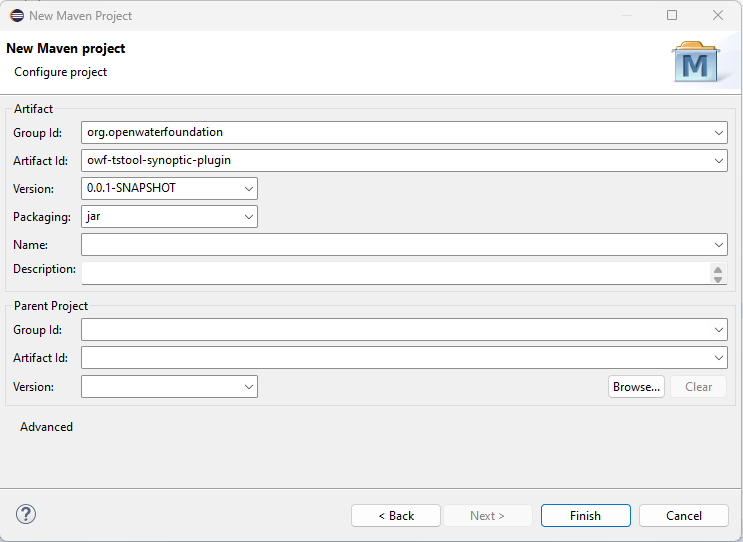 New Maven Project
New Maven project
Configure project
M
Artifact
Group Id: org.openwaterfoundation
Artifact Id: owf-tstool-synoptic-plugin
Version: 0.0.1-SNAPSHOT
Packaging: jar
Name:
Description:
Parent Project
Group Id:
Artifact Id:
Version: Browse... Clear
Advanced
? < Back Next > Finish Cancel